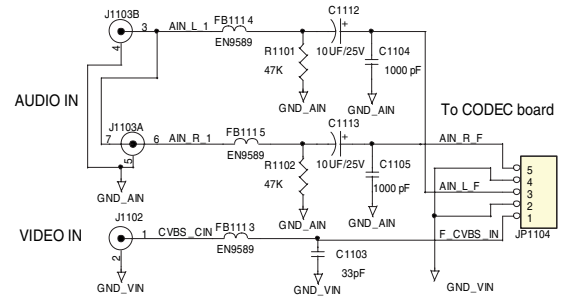 J1103B
3
AIN_L_1
FB1114
EN9589
C1112
+
10UF/25V
4
R1101
47K
C1104
1000 pF
GND_AIN
GND_AIN
AUDIO IN
To CODEC board
J1103A
7
6
AIN_R_1
FB1115
EN9589
C1113
+
10UF/25V
AIN_R_F
5
R1102
47K
C1105
1000 pF
5
4
3
2
1
AIN_L_F
GND_AIN
GND_AIN
GND_AIN
J1102
VIDEO IN
1
CVBS_CIN
FB1113
EN9589
F_CVBS_IN
JP1104
2
C1103
33pF
GND_VIN
GND_VIN
GND_VIN